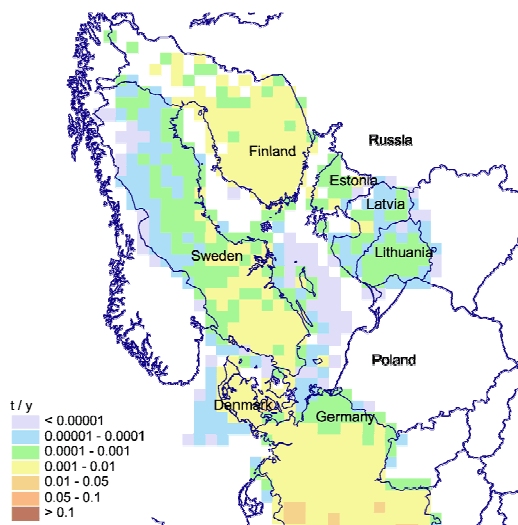 Russia
Finland
Estonia
Latvia
Lithuania
Sweden
Poland
Denmark
Germany
t / y
< 0.00001
0.00001 - 0.0001
0.0001 - 0.001
0.001 - 0.01
0.01 - 0.05
0.05 - 0.1
> 0.1